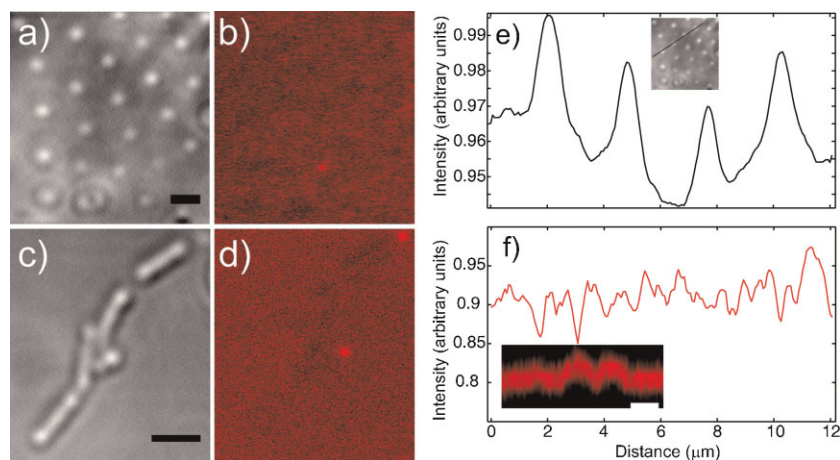 a)
b)
c)
d)
e)
0.99
0.98
0.97
0.96
0.95
Intensity (arbitrary units)
f)
0.95
0.9
0.85
0.8
Intensity (arbitrary units)
0
2
4
6
8
10
12
Distance (μm)